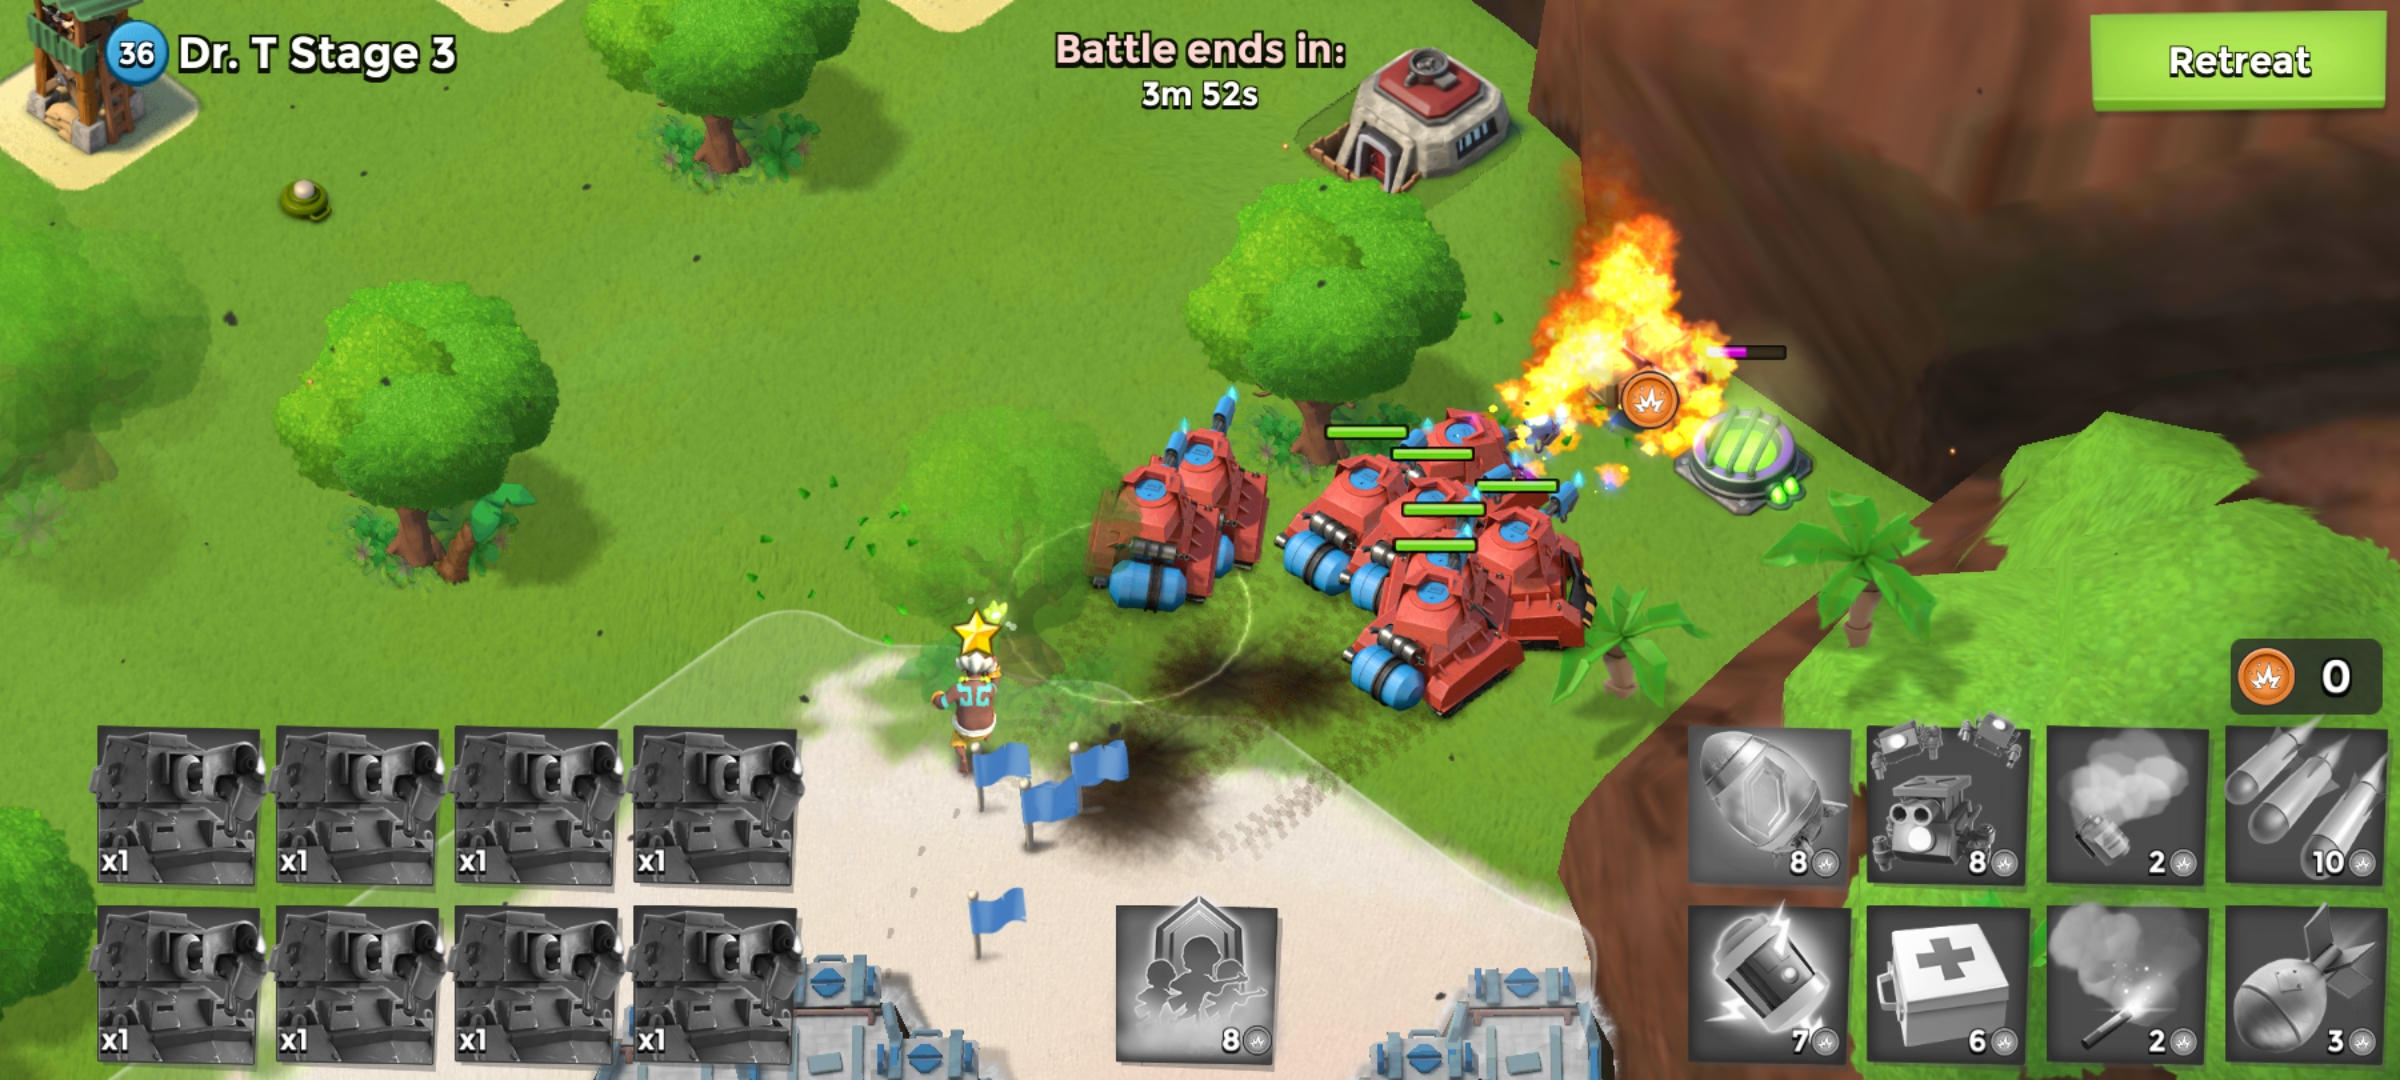 36 Dr. T Stage 3
Battle ends in:
3m 52s
Retreat
0
x1 x1 x1 x1
8 8 2 10
x1 x1 x1 x1
8
7 6 2 3